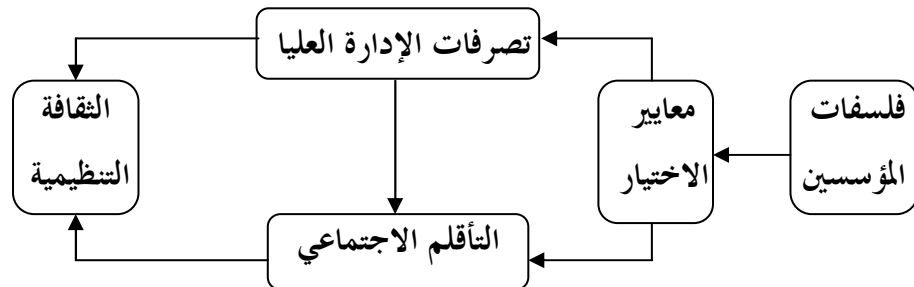 فلسفات
المؤسسين
معايير
الاختيار
تصرفات الإدارة العليا
التأقلم الاجتماعي
الثقافة
التنظيمية